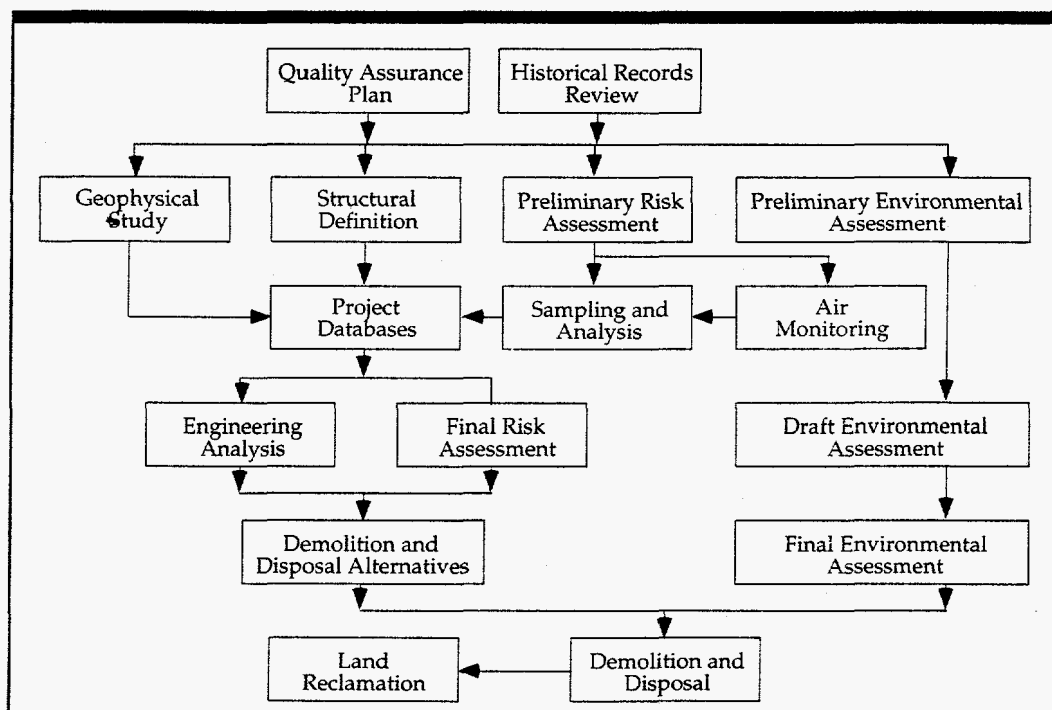 Quality Assurance
Plan
Historical Records
Review
Geophysical
Study
Structural
Definition
Preliminary Risk
Assessment
Preliminary Environmental
Assessment
Project
Databases
Sampling and
Analysis
Air
Monitoring
Engineering
Analysis
Final Risk
Assessment
Draft Environmental
Assessment
Demolition and
Disposal Alternatives
Final Environmental
Assessment
Land
Reclamation
Demolition and
Disposal